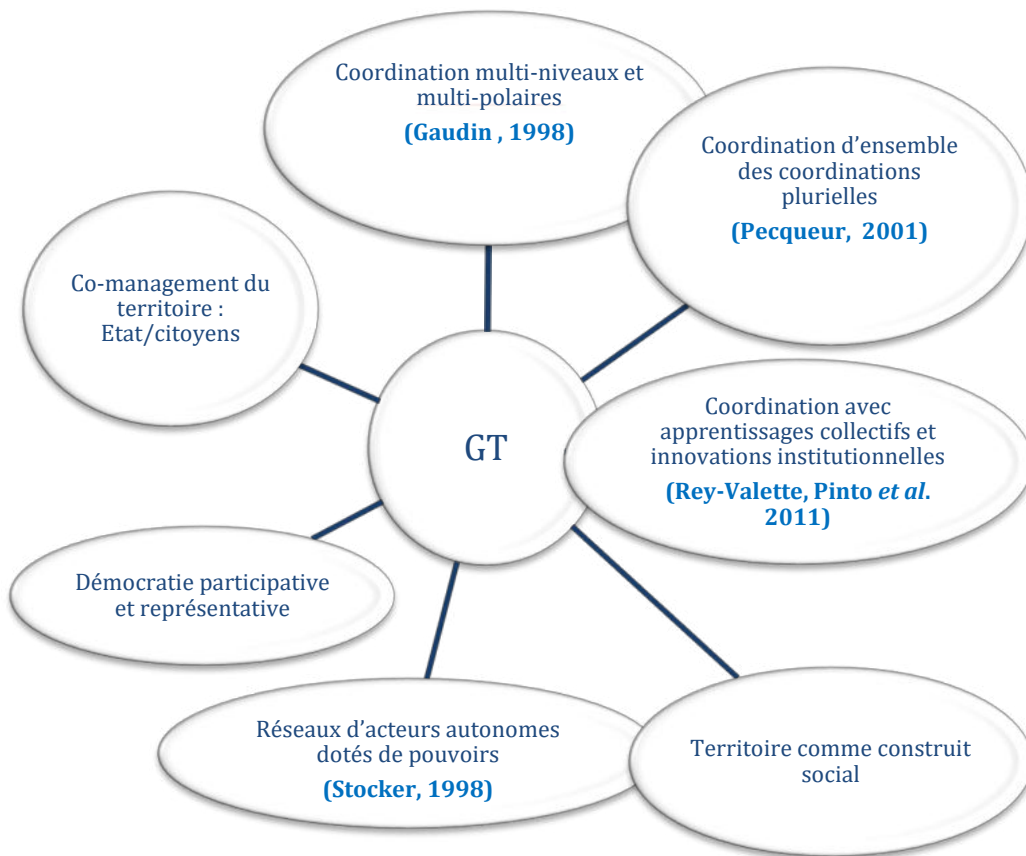 Coordination multi-niveaux et
multi-polaires
(Gaudin , 1998)
Coordination d’ensemble
des coordinations
plurielles
(Pecqueur, 2001)
Co-management du
territoire :
Etat/citoyens
GT
Coordination avec
apprentissages collectifs et
innovations institutionnelles
(Rey-Valette, Pinto et al.
2011)
Démocratie participative
et représentative
Réseaux d’acteurs autonomes
dotés de pouvoirs
(Stocker, 1998)
Territoire comme construit
social